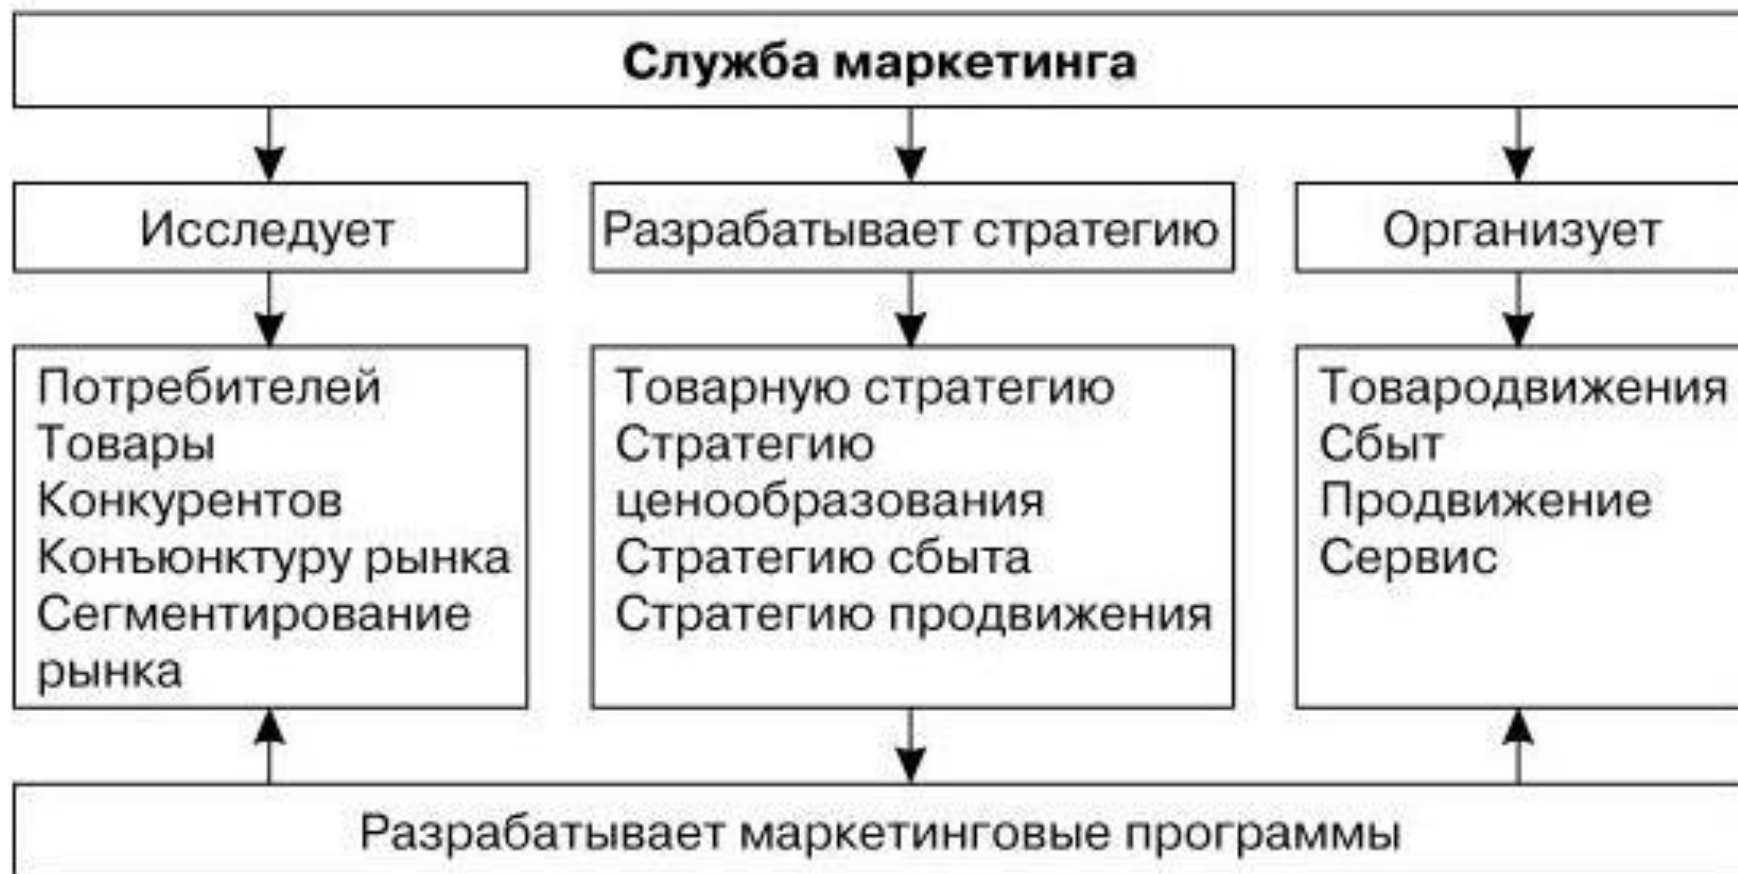 Служба маркетинга
Исследует
Разрабатывает стратегию
Организует
Потребителей
Товары
Конкурентов
Конъюнктуру рынка
Сегментирование
рынка
Товарную стратегию
Стратегию
ценообразования
Стратегию сбыта
Стратегию продвижения
Товародвижения
Сбыт
Продвижение
Сервис
Разрабатывает маркетинговые программы